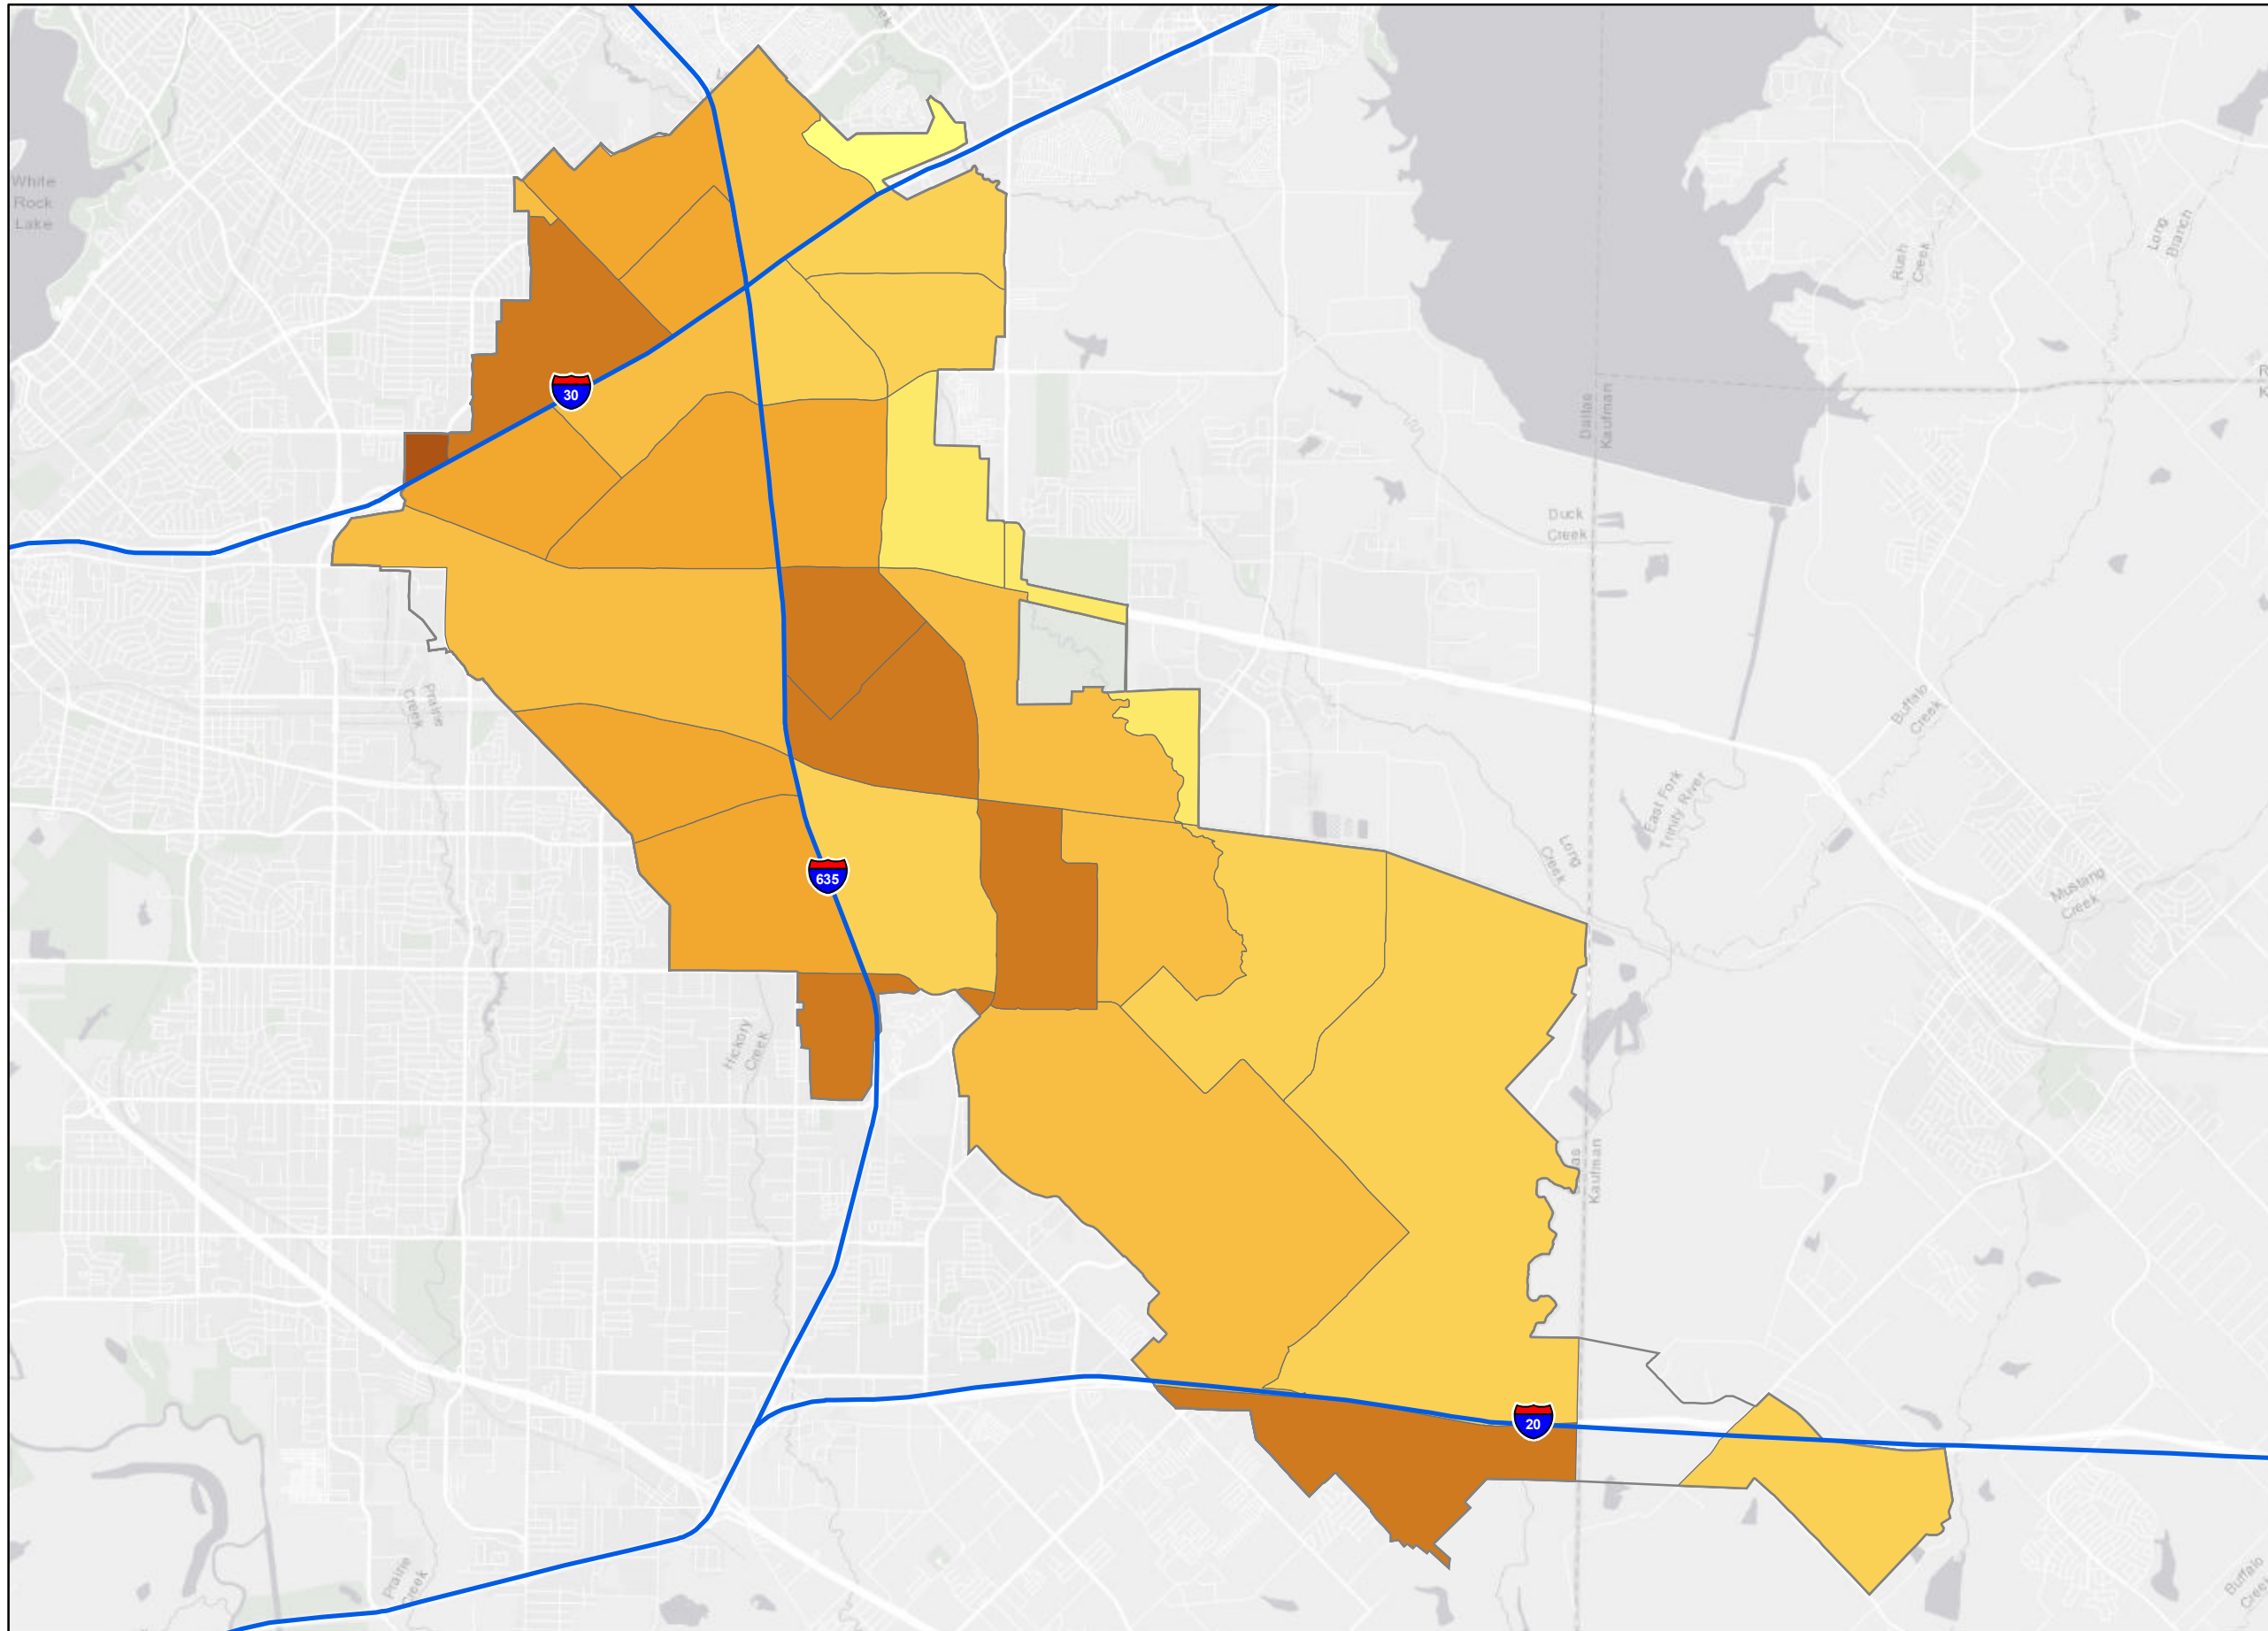 Creek
White
Rock
Lake
Rush
Creek
Long
Branch
30
Dallas
Kaufman
Duck
Creek
Prairie
Creek
Buffalo
Creek
East Fork
Trinity River
Long
Creek
635
Mustang
Creek
Hickory
Creek
Kaufman
20
Prairie
Creek
Buffalo
Creek